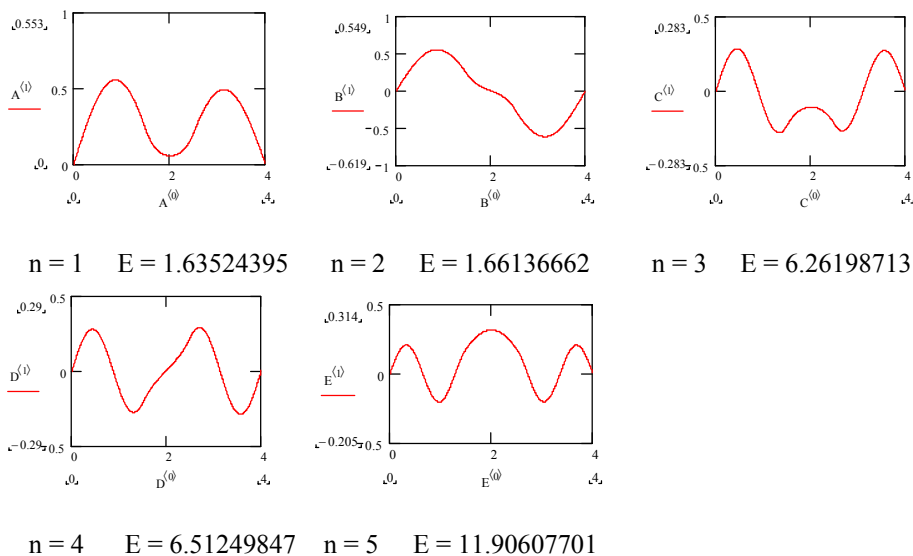 0.553 1 0.549 1 0.283 0.5
0.5 0.5
A⟨1⟩ B⟨1⟩ 0 C⟨1⟩ 0
−0.5
0 0 −0.619 −1 −0.283 0.5
0 2 4 0 2 4 0 2 4
0 A⟨0⟩ 4 0 B⟨0⟩ 4 0 C⟨0⟩ 4
n = 1 E = 1.63524395 n = 2 E = 1.66136662 n = 3 E = 6.26198713
0.29 0.5 0.314 0.5
D⟨1⟩ 0 E⟨1⟩ 0
−0.29 0.5 −0.205 0.5
0 2 4 0 2 4
0 D⟨0⟩ 4 0 E⟨0⟩ 4
n = 4 E = 6.51249847 n = 5 E = 11.90607701